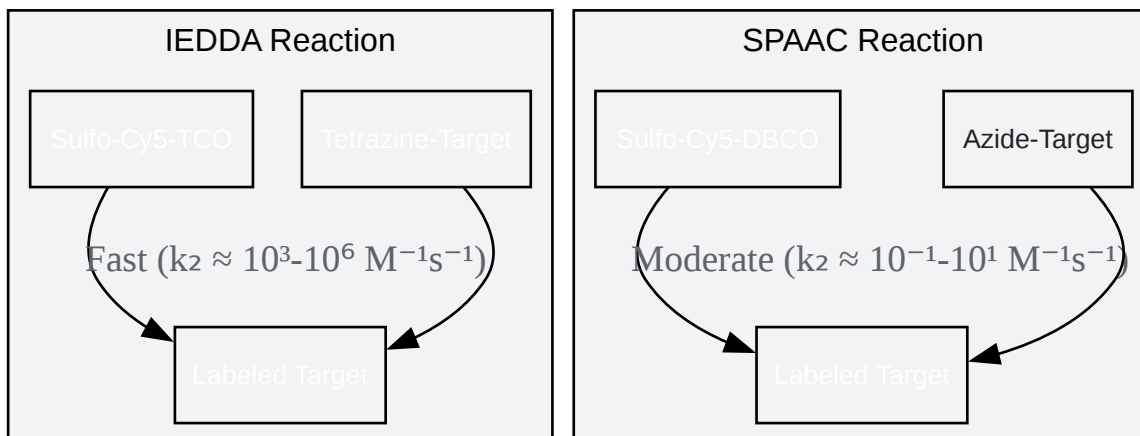 IEDDA Reaction
Sulfo-Cy5-TCO
Tetrazine-Target
Fast (k₂ ≈ 10³-10⁶ M⁻¹s⁻¹)
Labeled Target
SPAAC Reaction
Sulfo-Cy5-DBCO
Azide-Target
Moderate (k₂ ≈ 10⁻¹-10¹ M⁻¹s⁻¹)
Labeled Target